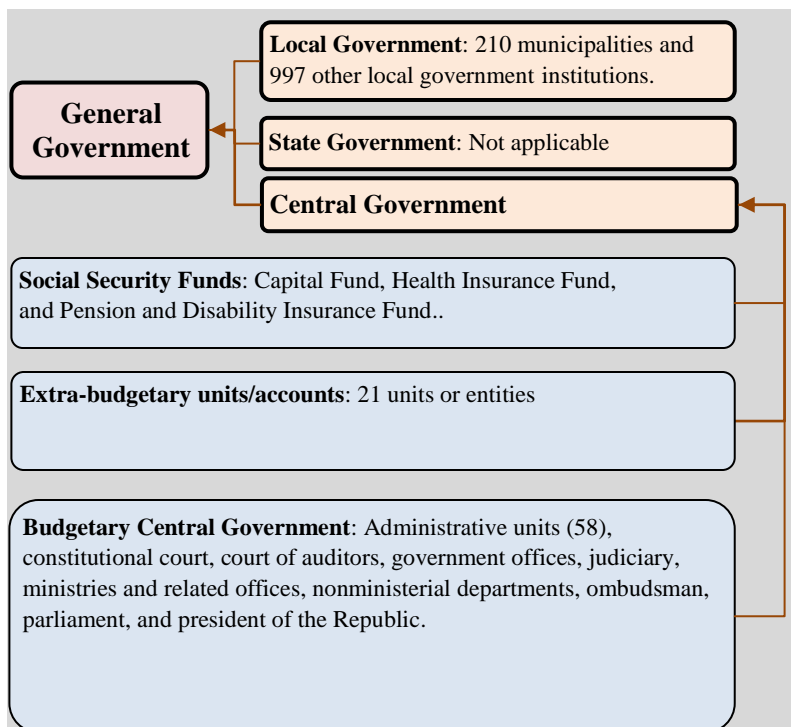 Local Government: 210 municipalities and
997 other local government institutions.
General
Government
State Government: Not applicable
Central Government
Social Security Funds: Capital Fund, Health Insurance Fund,
and Pension and Disability Insurance Fund..
Extra-budgetary units/accounts: 21 units or entities
Budgetary Central Government: Administrative units (58),
constitutional court, court of auditors, government offices, judiciary,
ministries and related offices, nonministerial departments, ombudsman,
parliament, and president of the Republic.